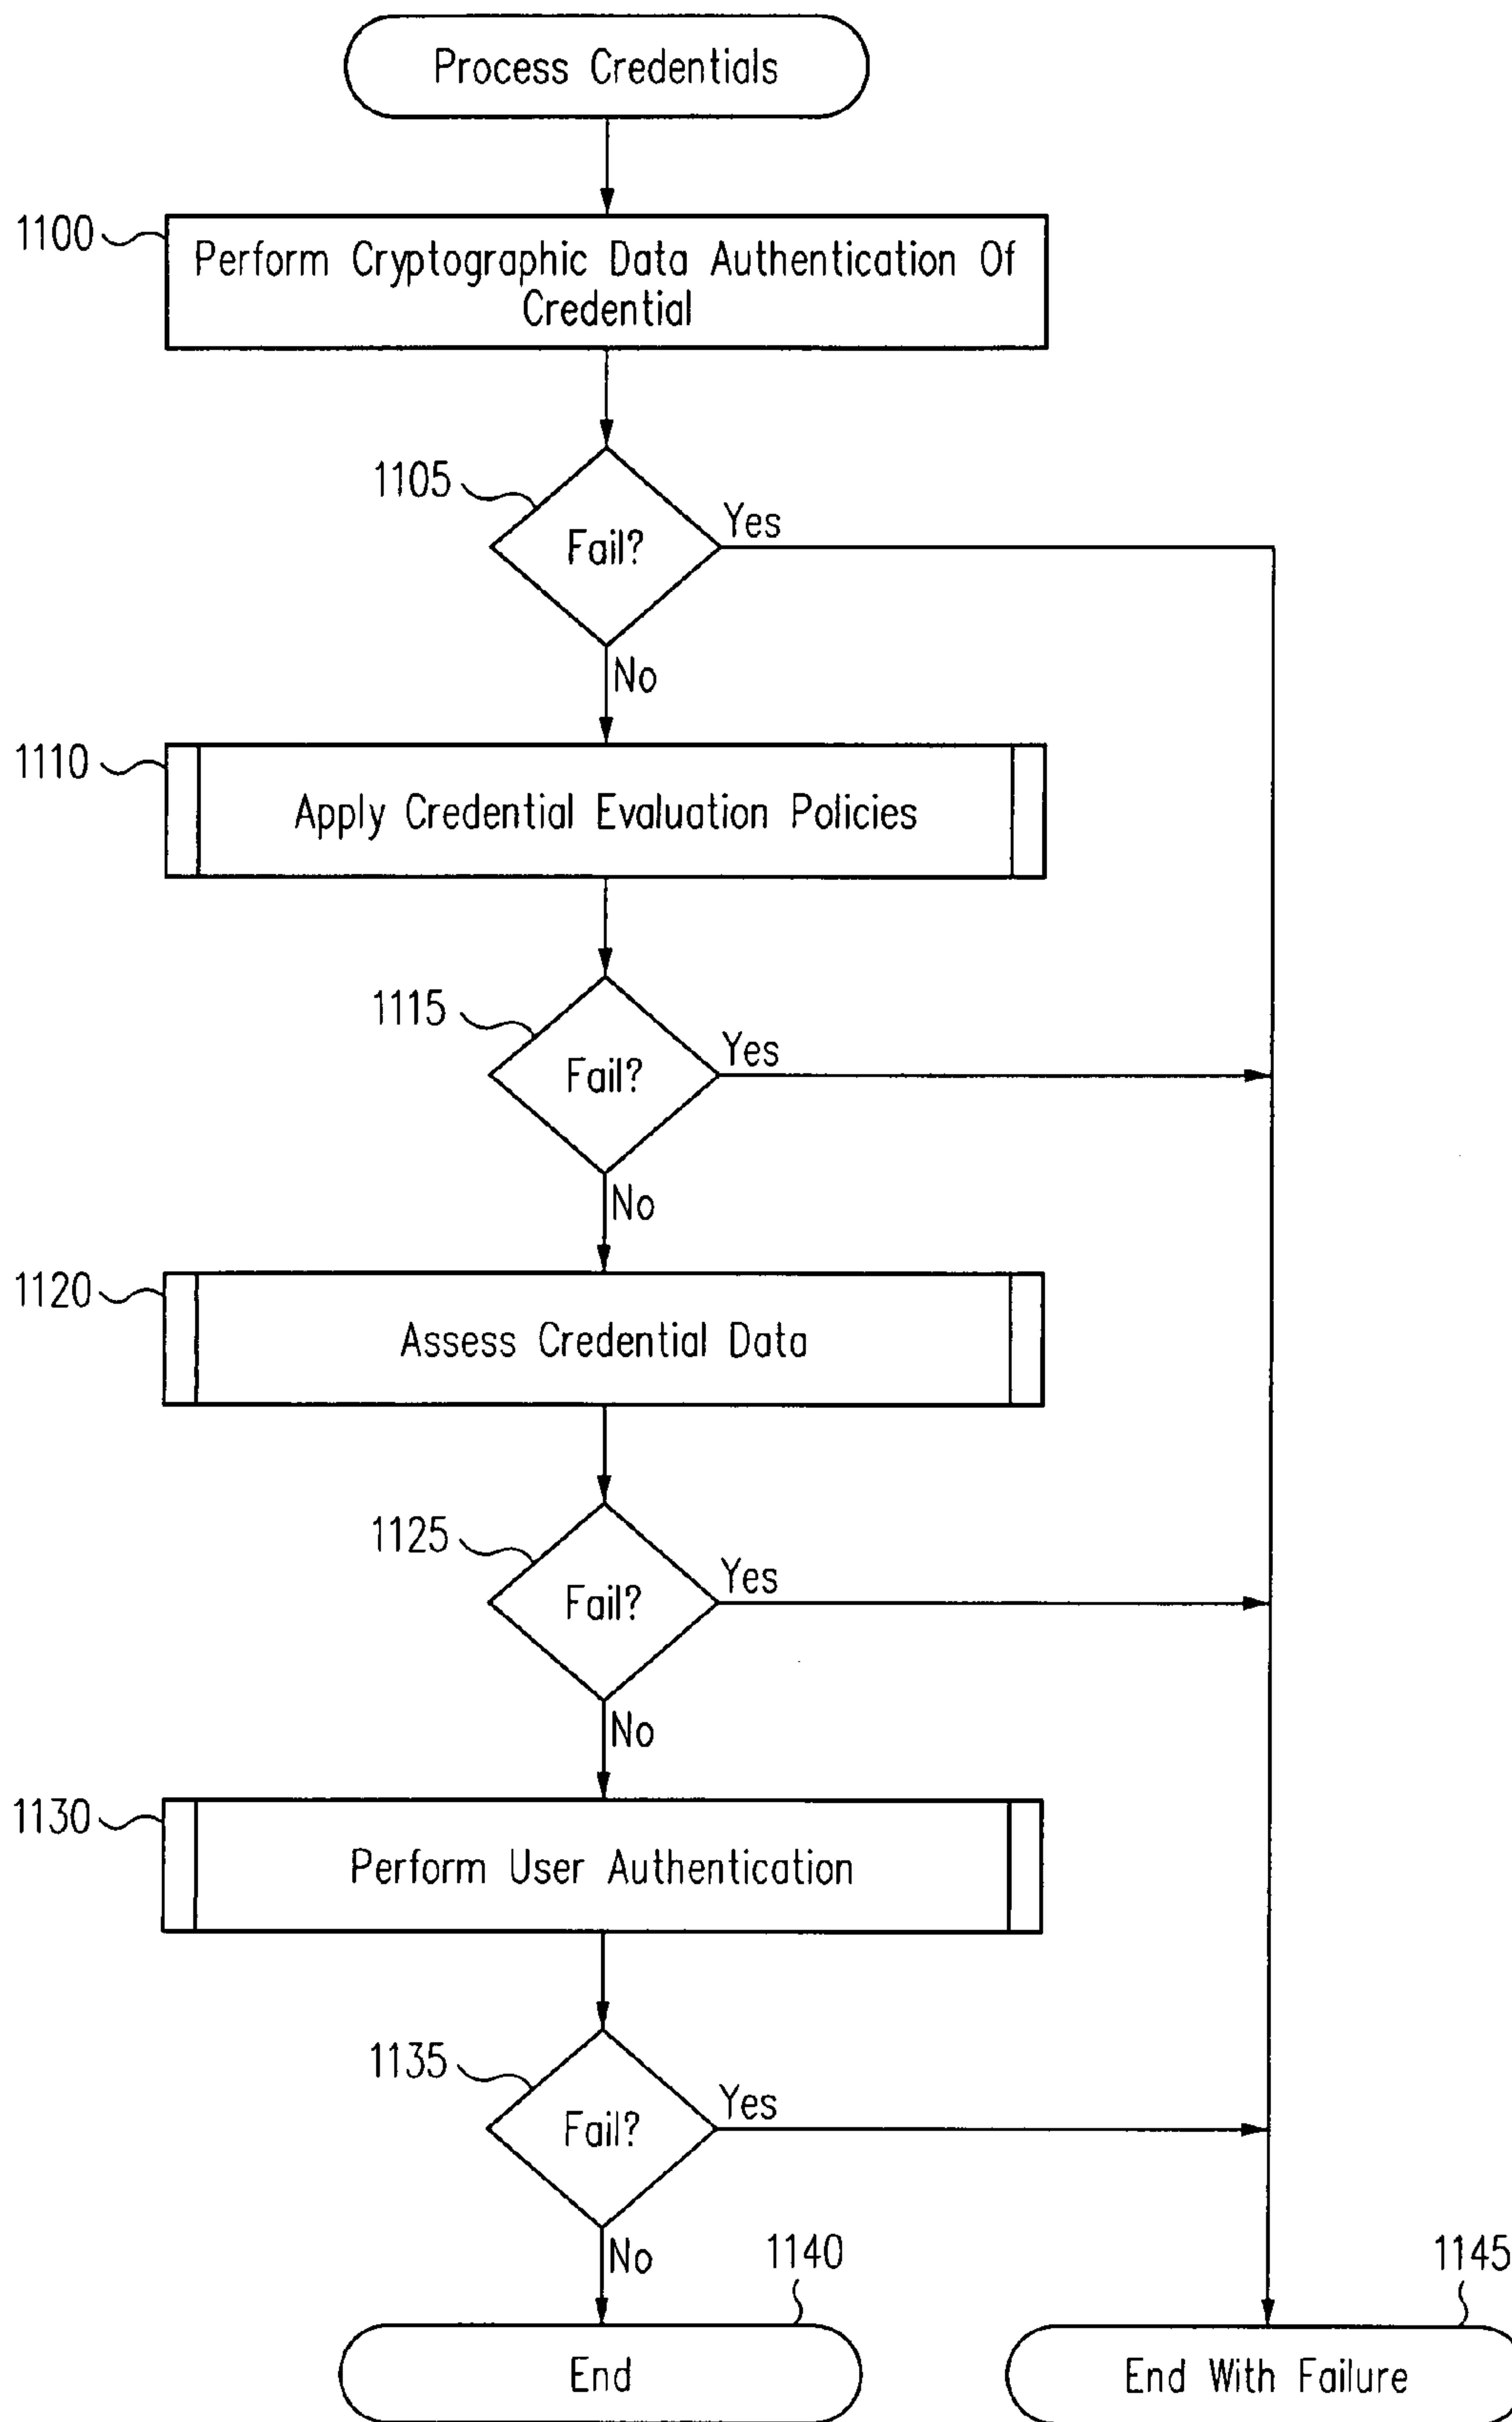 Process Credentials
1100
Perform Cryptographic Data Authentication Of
Credential
1105
Fail?
Yes
No
1110
Apply Credential Evaluation Policies
1115
Fail?
Yes
No
1120
Assess Credential Data
1125
Fail?
Yes
No
1130
Perform User Authentication
1135
Fail?
Yes
No
1140
1145
End
End With Failure